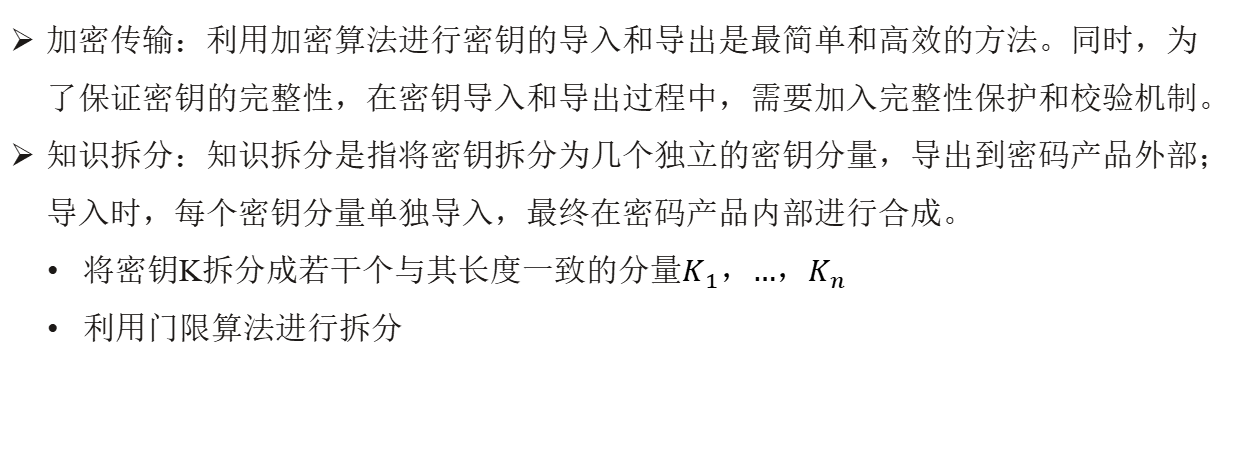 ➢ 加密传输：利用加密算法进行密钥的导入和导出是最简单和高效的方法。同时，为
了保证密钥的完整性，在密钥导入和导出过程中，需要加入完整性保护和校验机制。
➢ 知识拆分：知识拆分是指将密钥拆分为几个独立的密钥分量，导出到密码产品外部；
导入时，每个密钥分量单独导入，最终在密码产品内部进行合成。
• 将密钥K拆分成若干个与其长度一致的分量K₁，…，Kₙ
• 利用门限算法进行拆分